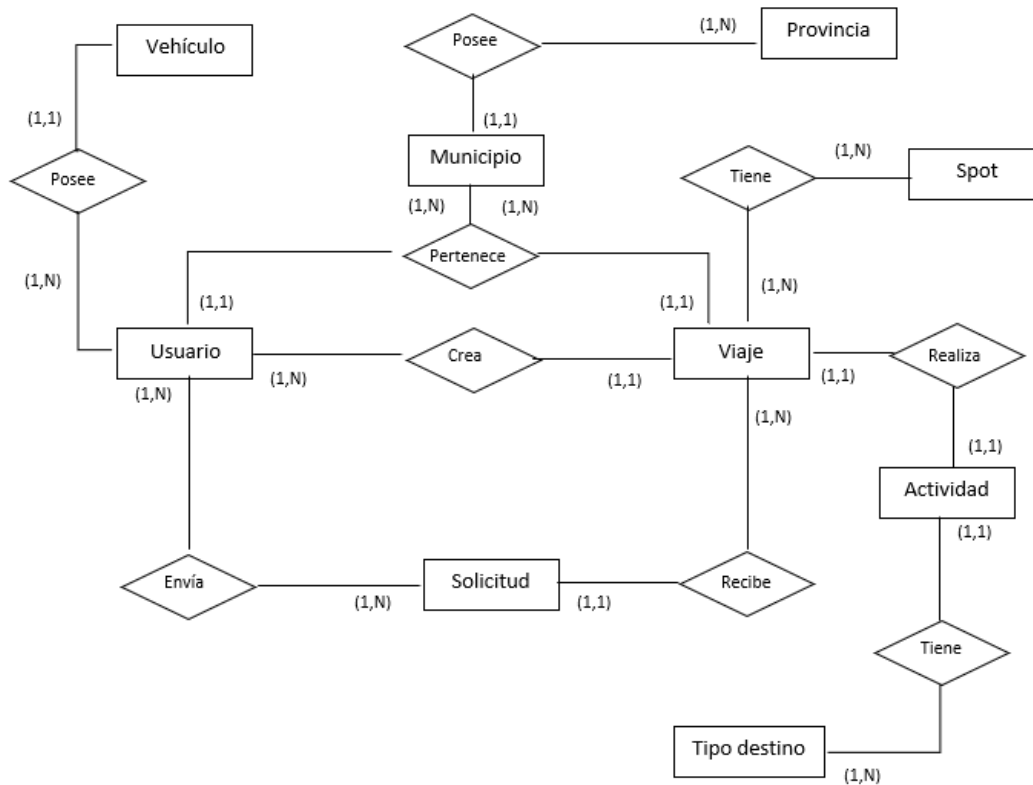 Vehículo
Posee
(1,N)
Provincia
(1,1)
(1,1)
Municipio
(1,N)
Posee
Tiene
Spot
(1,N)
(1,N)
Pertenece
(1,N)
(1,N)
(1,1)
(1,1)
Usuario
Crea
Viaje
Realiza
(1,N)
(1,N)
(1,1)
(1,1)
(1,N)
(1,1)
Actividad
(1,1)
Envía
Solicitud
Recibe
(1,N)
(1,1)
Tiene
Tipo destino
(1,N)